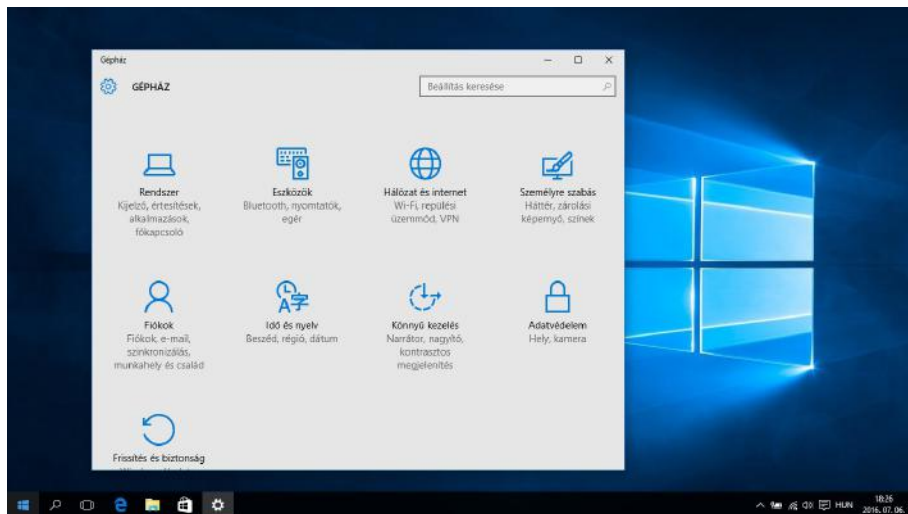 Gépház
GÉPHÁZ
Beállítás keresése
Rendszer
Kijelző, értesítések,
alkalmazások,
főkapcsoló
Eszközök
Bluetooth, nyomtatók,
egér
Hálózat és internet
Wi-Fi, repülési
üzemmód, VPN
Személyre szabás
Háttér, zárolási
képernyő, színek
Fiókok
Fiókok, e-mail,
szinkronizálás,
munkahely és család
Idő és nyelv
Beszéd, régió, dátum
Könnyű kezelés
Narrátor, nagyító,
kontrasztos
megjelenítés
Adatvédelem
Hely, kamera
Frissítés és biztonság
HUN
18:26
2016. 07. 06.